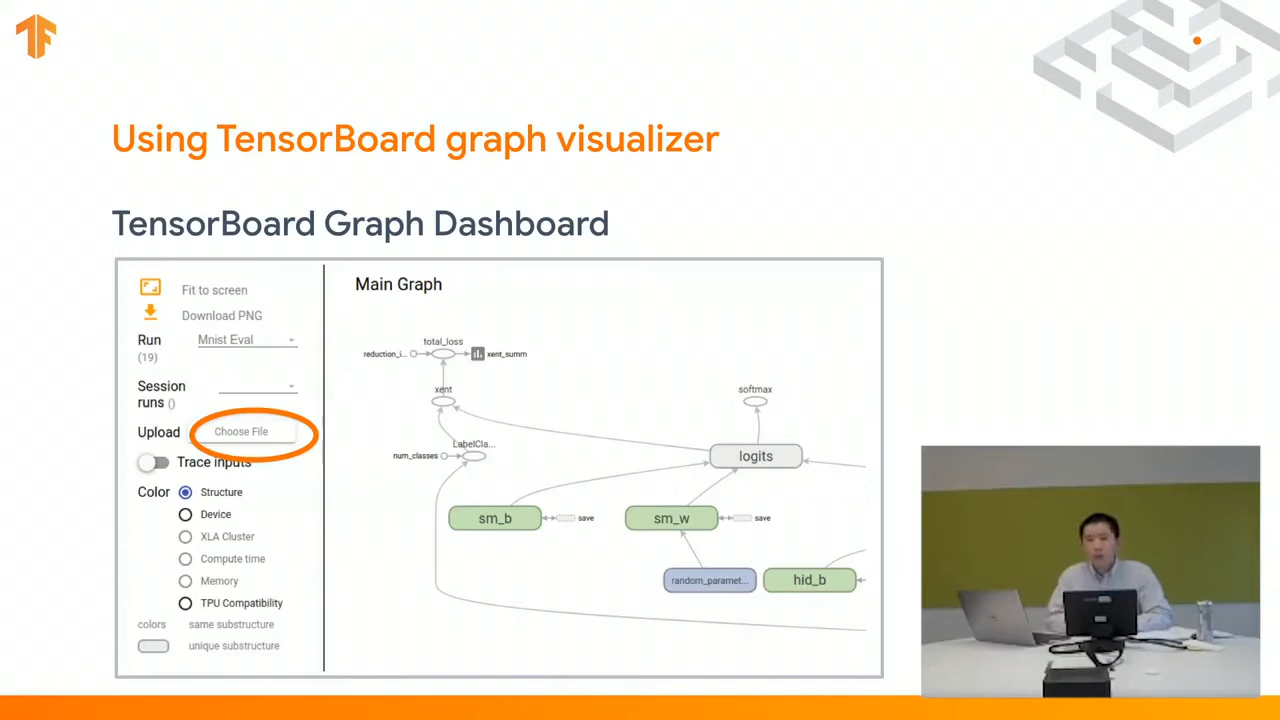 Using TensorBoard graph visualizer
TensorBoard Graph Dashboard
Fit to screen
Download PNG
Run
(19)
Mnist Eval
Session
runs ()
Upload
Choose File
Trace inputs
Color
Structure
Device
XLA Cluster
Compute time
Memory
TPU Compatibility
colors
same substructure
unique substructure
Main Graph
total_loss
reduction_i...
xent_summ
xent
softmax
LabelCla...
num_classes
logits
sm_b
save
sm_w
save
random_paramet...
hid_b